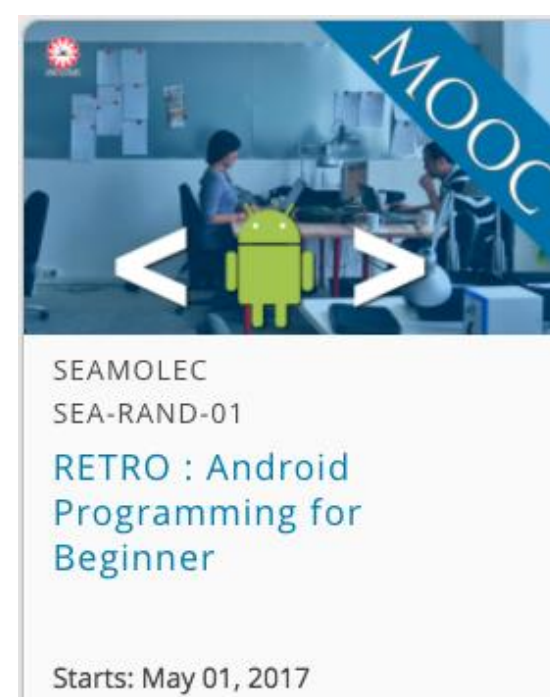 MOOC
< >
SEAMOLEC
SEA-RAND-01
RETRO : Android
Programming for
Beginner
Starts: May 01, 2017